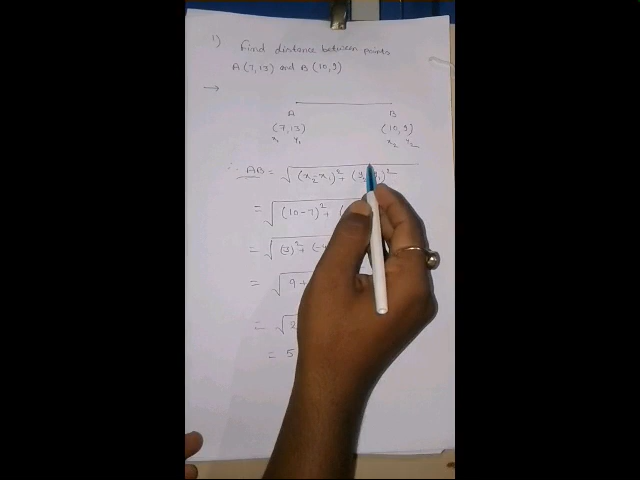 1) Find distance between points
A (7,13) and B (10,9)
→
A B
(7,13) (10,9)
x₁ y₁ x₂ y₂
∴ AB = √(x₂-x₁)² + (y₂-y₁)²
= √(10-7)² + (
= √(3)² + (-4
= √9+
= √2
= 5